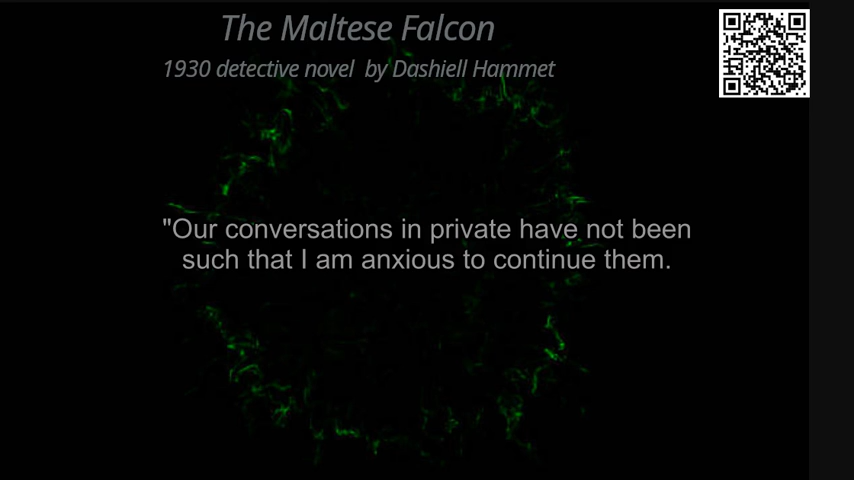 The Maltese Falcon
1930 detective novel  by Dashiell Hammet
"Our conversations in private have not been
such that I am anxious to continue them.